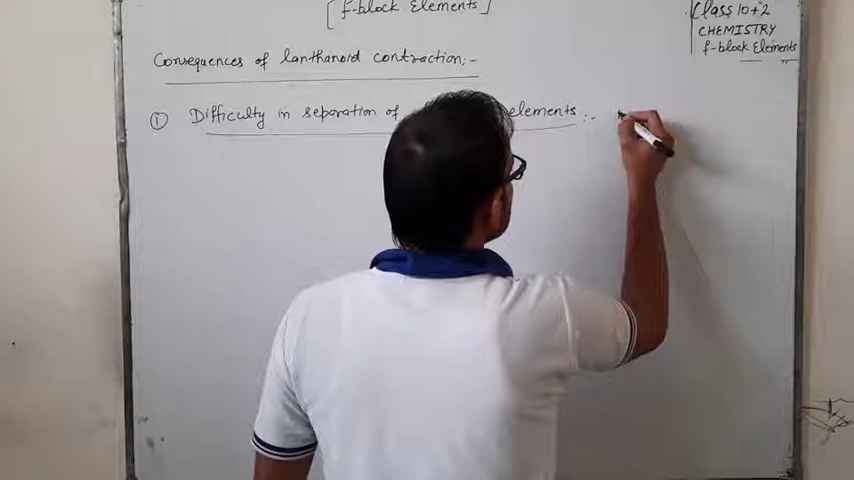 [f-block Elements]
Class 10+2
CHEMISTRY
f-block Elements
Consequences of lanthanoid contraction:-
① Difficulty in separation of elements :-